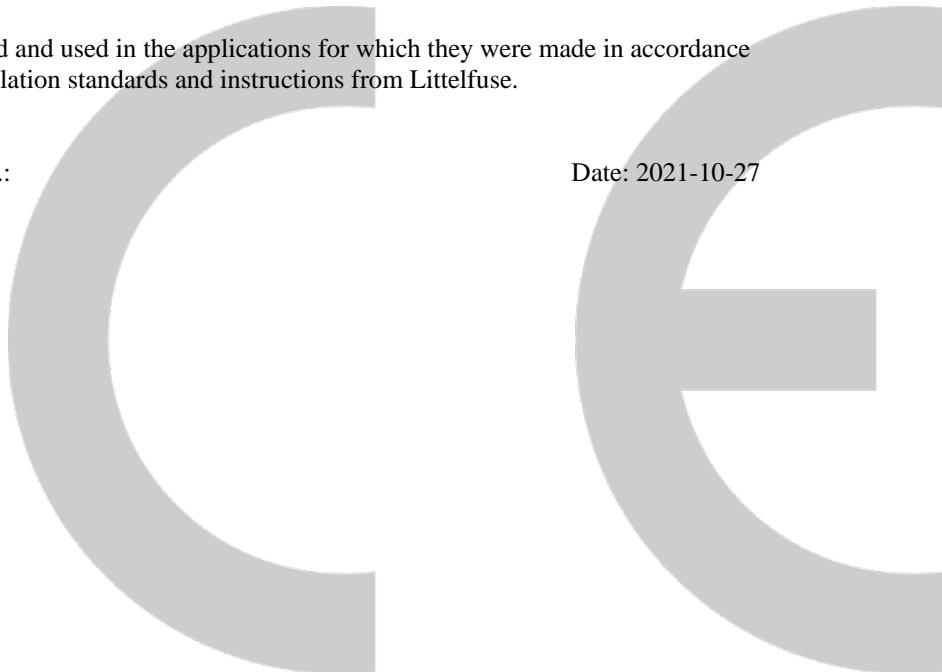 d and used in the applications for which they were made in accordance
lation standards and instructions from Littelfuse.
.: Date: 2021-10-27
CE